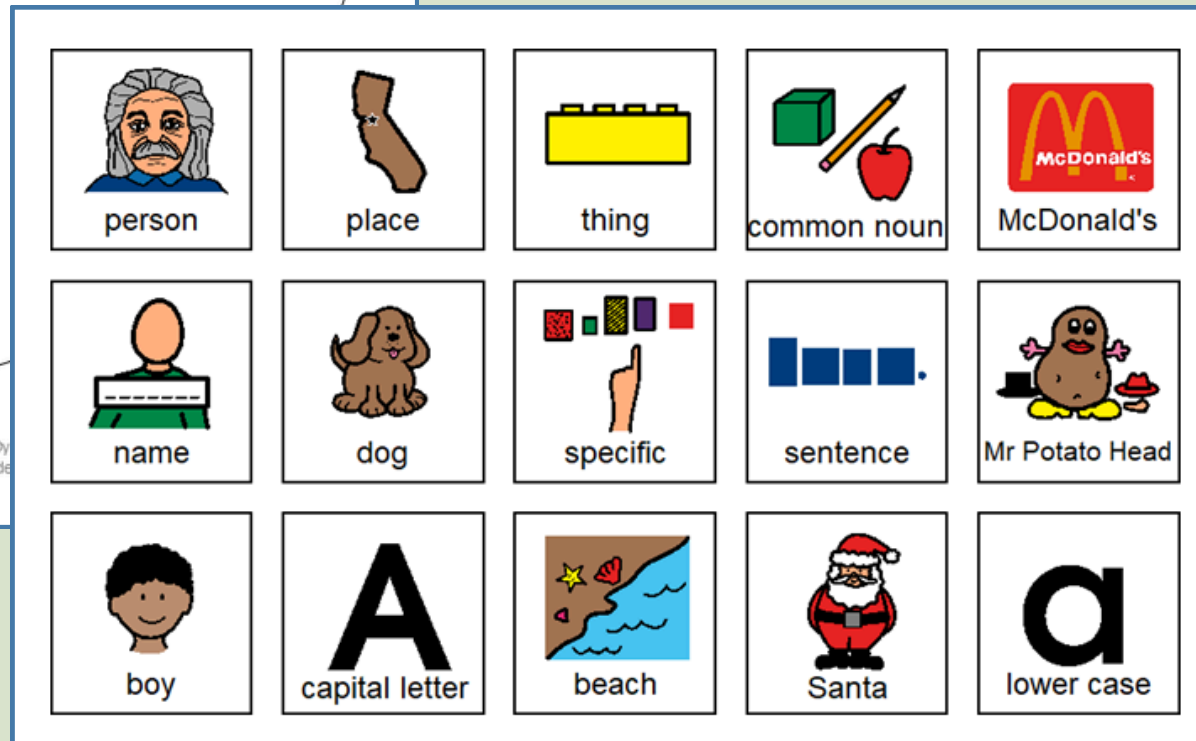 person
place
thing
common noun
McDonald's
McDonald's
name
dog
specific
sentence
Mr Potato Head
boy
A
capital letter
beach
Santa
a
lower case